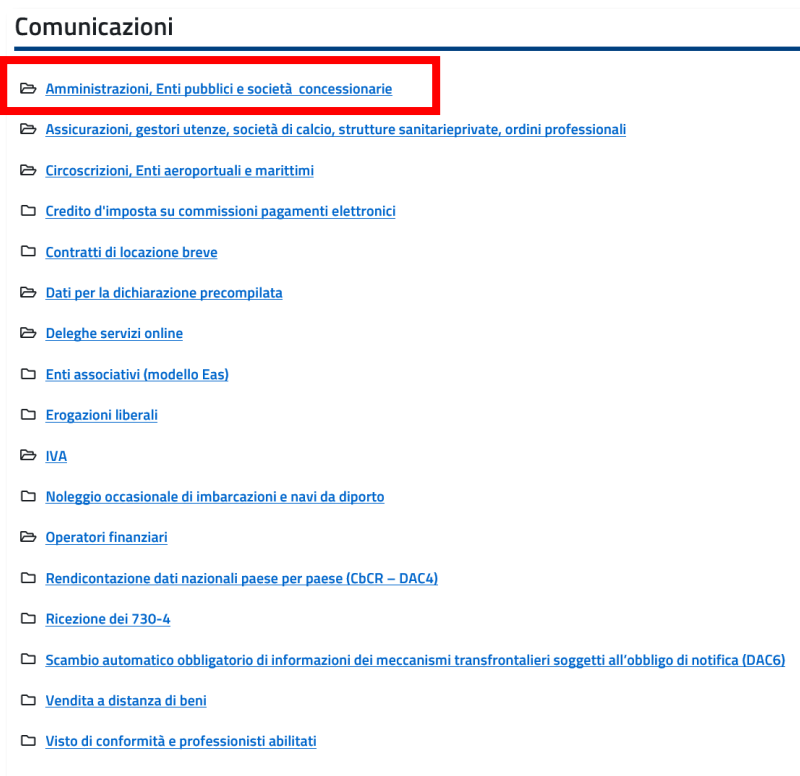 Comunicazioni
Amministrazioni, Enti pubblici e società  concessionarie
Assicurazioni, gestori utenze, società di calcio, strutture sanitarieprivate, ordini professionali
Circoscrizioni, Enti aeroportuali e marittimi
Credito d'imposta su commissioni pagamenti elettronici
Contratti di locazione breve
Dati per la dichiarazione precompilata
Deleghe servizi online
Enti associativi (modello Eas)
Erogazioni liberali
IVA
Noleggio occasionale di imbarcazioni e navi da diporto
Operatori finanziari
Rendicontazione dati nazionali paese per paese (CbCR – DAC4)
Ricezione dei 730-4
Scambio automatico obbligatorio di informazioni dei meccanismi transfrontalieri soggetti all’obbligo di notifica (DAC6)
Vendita a distanza di beni
Visto di conformità e professionisti abilitati